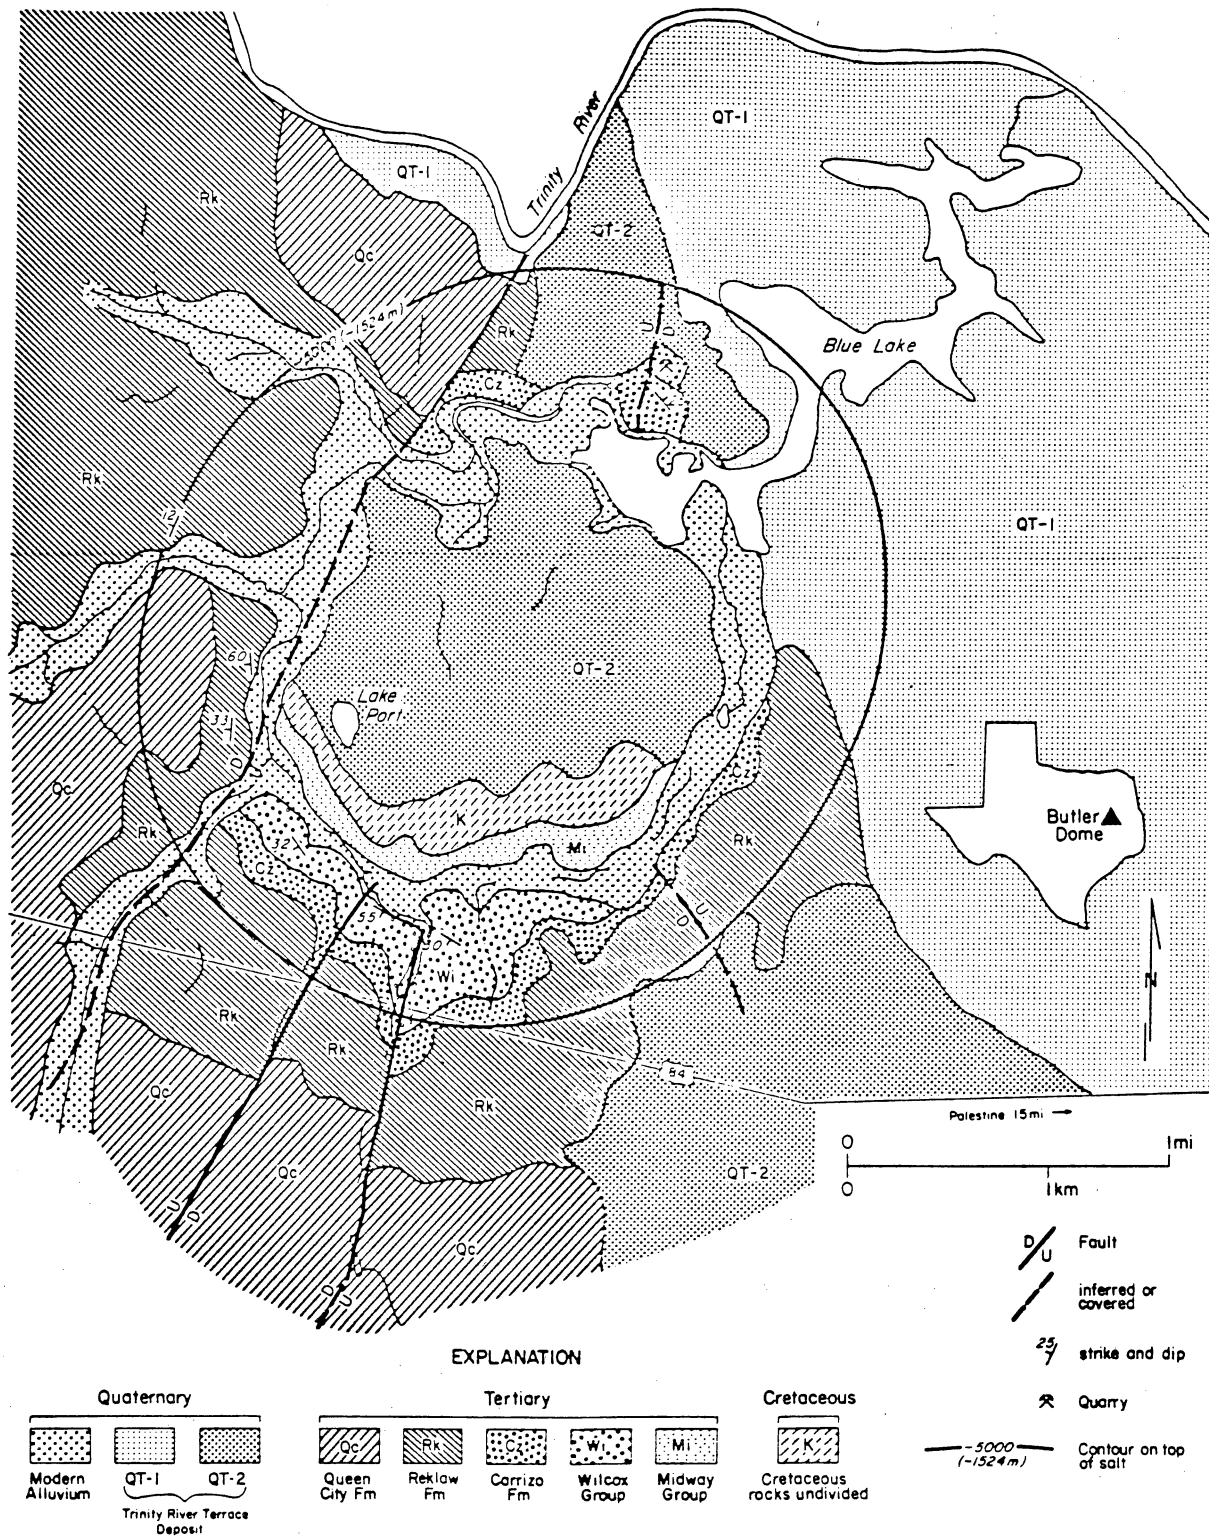 QT-1
River
QT-1
Trinity
Rk
QT-2
Qc
(-1524m)
Rk
U
D
Blue Lake
Cz
Rk
12
QT-1
60
QT-2
Lake
Port
33
D
U
Cz
Qc
K
Butler
Dome
Rk
Mi
Rk
32
Cz
55
D
U
30
Wi
N
Rk
Rk
84
Qc
Rk
Palestine 15mi
0
1mi
Qc
QT-2
0
1km
U
D
Qc
D
U
Fault
D
U
inferred or
covered
EXPLANATION
25
strike and dip
Quaternary
Tertiary
Cretaceous
Quarry
Qc
Rk
Cz
Wi
Mi
K
-5000
(-1524m)
Contour on top
of salt
Modern
Alluvium
QT-1
QT-2
Queen
City Fm
Reklaw
Fm
Carrizo
Fm
Wilcox
Group
Midway
Group
Cretaceous
rocks undivided
Trinity River Terrace
Deposit